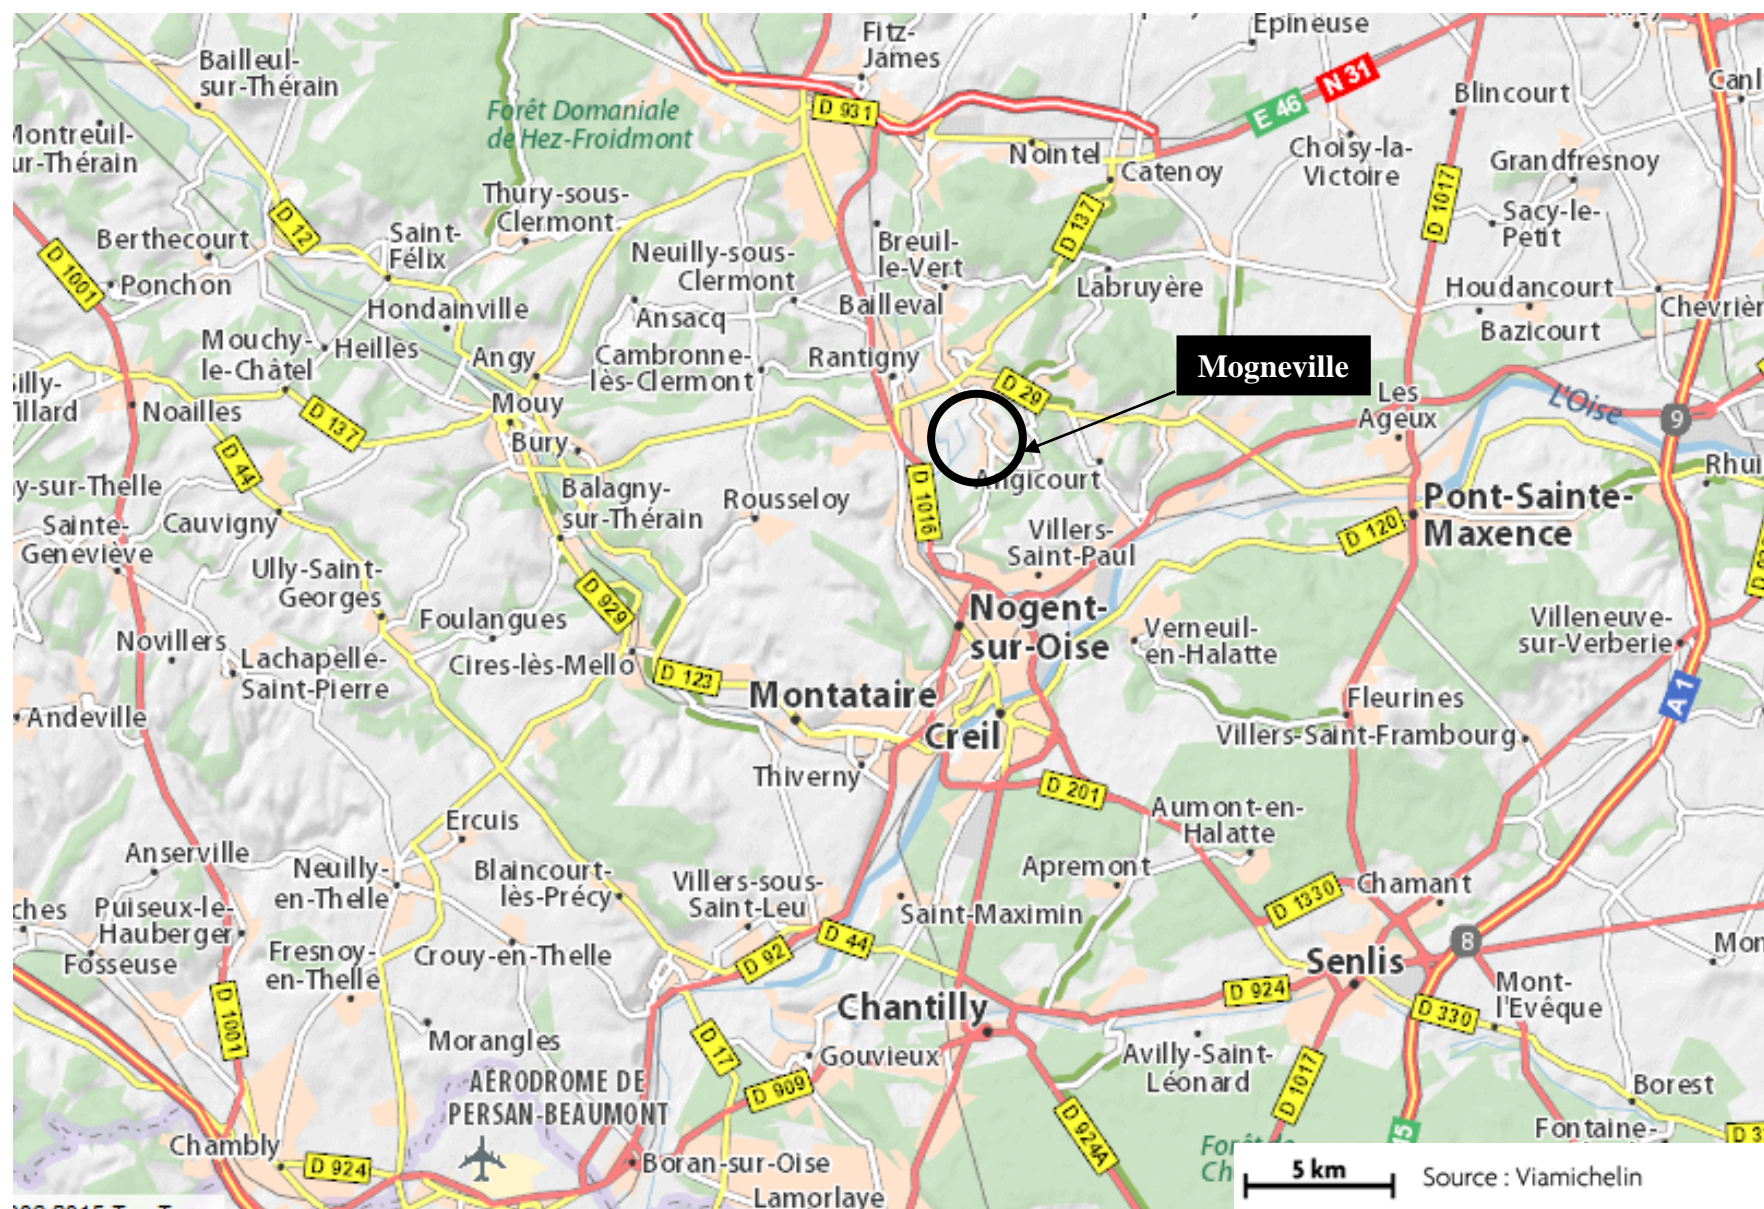 Epineuse
Fitz-
James
Bailleul-
sur-Thérain
N 31
Blincourt
Forêt Domaniale
de Hez-Froidmont
D 931
E 46
Nointel
Catenoy
Choisy-la-
Victoire
Grandfresnoy
D 1017
Thury-sous-
Clermont
D 12
Berthecourt
Saint-
Félix
D 137
Sacy-le-
Petit
Breuil-
le-Vert
Neuilly-sous-
Clermont
D 1001
Ponchon
Labruyère
Houdancourt
Bazicourt
Hondainville
Ansacq
Bailleval
Mouchy-
le-Châtel
Heilles
Angy
Cambronne-
lès-Clermont
Rantigny
Mogneville
D 29
Les
Ageux
L'Oise
9
Noailles
D 137
Mouy
Bury
D 44
Angicourt
Balagny-
sur-Thérain
Rousseloy
D 1016
Pont-Sainte-
Maxence
D 120
Sainte-
Geneviève
Cauvigny
Villers-
Saint-Paul
Ully-Saint-
Georges
D 929
Foulangues
Nogent-
sur-Oise
Verneuil-
en-Halatte
Villeneuve-
sur-Verberie
Novillers
Lachapelle-
Saint-Pierre
Cires-lès-Mello
D 123
Montataire
Creil
Fleurines
A 1
Andeville
Villers-Saint-Frambourg
Thiverny
D 201
Aumont-en-
Halatte
Ercuis
Anserville
Neuilly-
en-Thelle
Blaincourt-
lès-Précy
Villers-sous-
Saint-Leu
Apremont
D 1330
Chamant
Puiseux-le-
Hauberger
Saint-Maximin
Fosseuse
Fresnoy-
en-Thelle
Crouy-en-Thelle
D 92
D 44
8
Senlis
Chantilly
D 924
Mont-
l'Evêque
D 330
D 1001
Morangles
D 17
Gouvieux
Avilly-Saint-
Léonard
D 1017
AÉRODROME DE
PERSAN-BEAUMONT
D 909
D 924A
Borest
Fontaine-
Chambly
D 924
Boran-sur-Oise
Lamorlaye
5 km
Source : Viamichelin